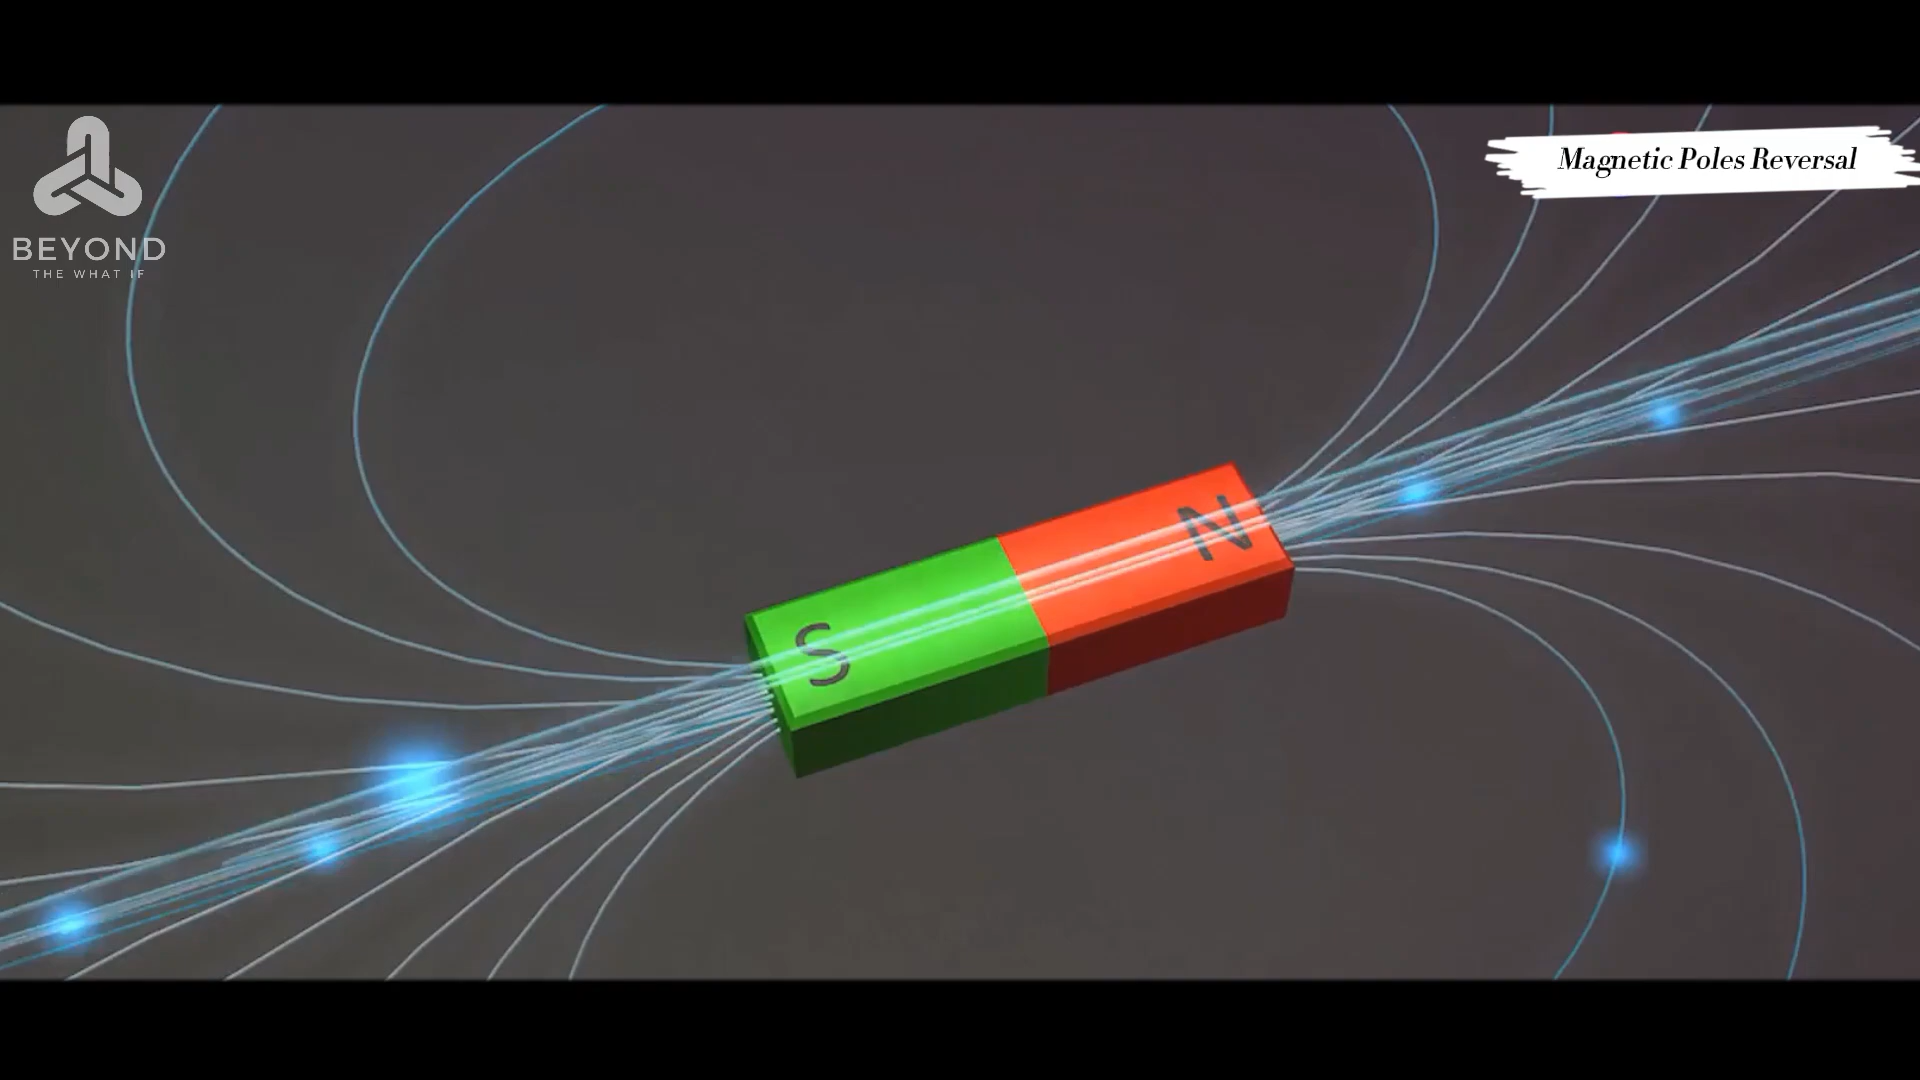 BEYOND
THE WHAT IF
Magnetic Poles Reversal
S
N